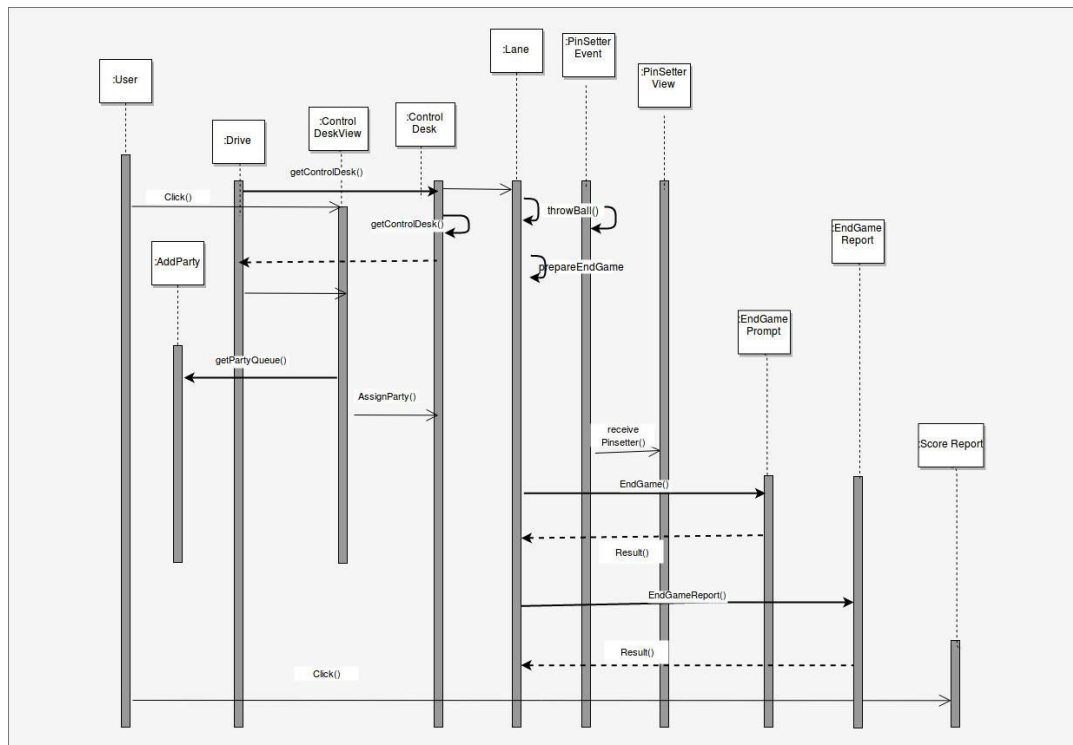 :Lane
:PinSetter
Event
:PinSetter
View
:User
:Control
DeskView
:Control
Desk
:Drive
getControlDesk()
Click()
throwBall()
getControlDesk()
:EndGame
Report
:AddParty
prepareEndGame
:EndGame
Prompt
getPartyQueue()
AssignParty()
receive
Pinsetter()
:Score Report
EndGame()
Result()
EndGameReport()
Result()
Click()